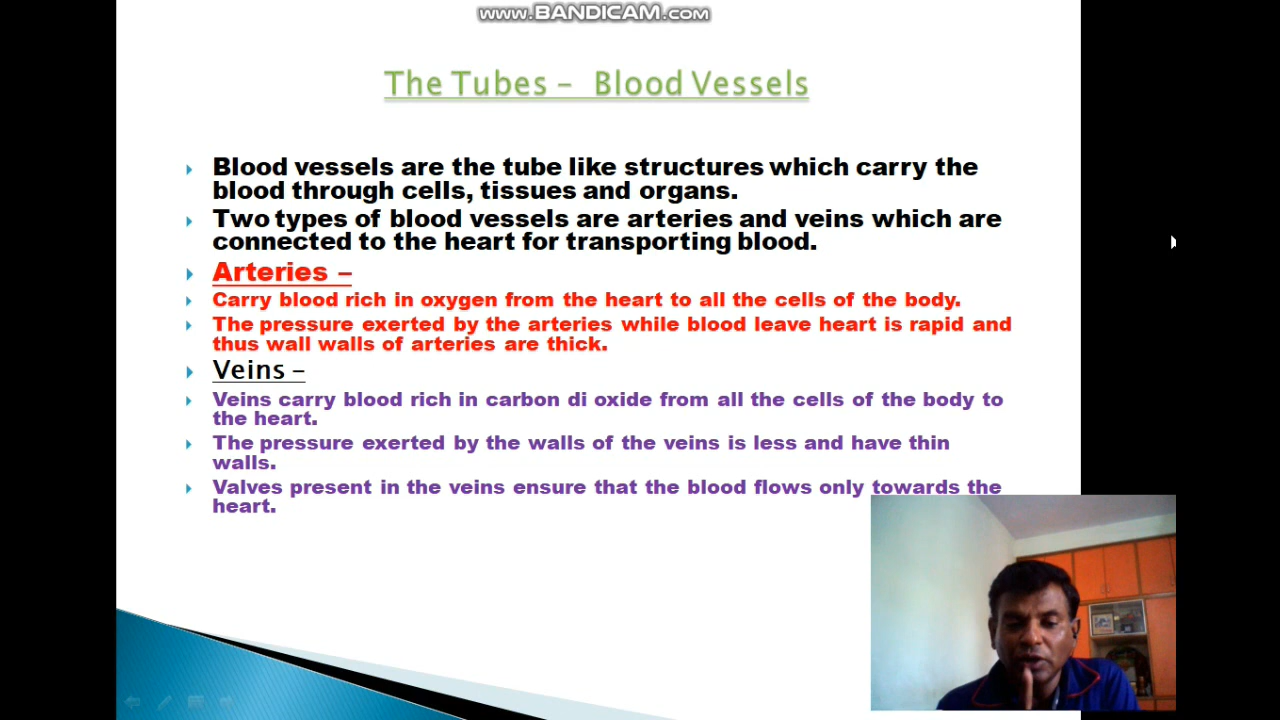 www.BANDICAM.com
The Tubes – Blood Vessels
Blood vessels are the tube like structures which carry the
blood through cells, tissues and organs.
Two types of blood vessels are arteries and veins which are
connected to the heart for transporting blood.
Arteries –
Carry blood rich in oxygen from the heart to all the cells of the body.
The pressure exerted by the arteries while blood leave heart is rapid and
thus wall walls of arteries are thick.
Veins –
Veins carry blood rich in carbon di oxide from all the cells of the body to
the heart.
The pressure exerted by the walls of the veins is less and have thin
walls.
Valves present in the veins ensure that the blood flows only towards the
heart.